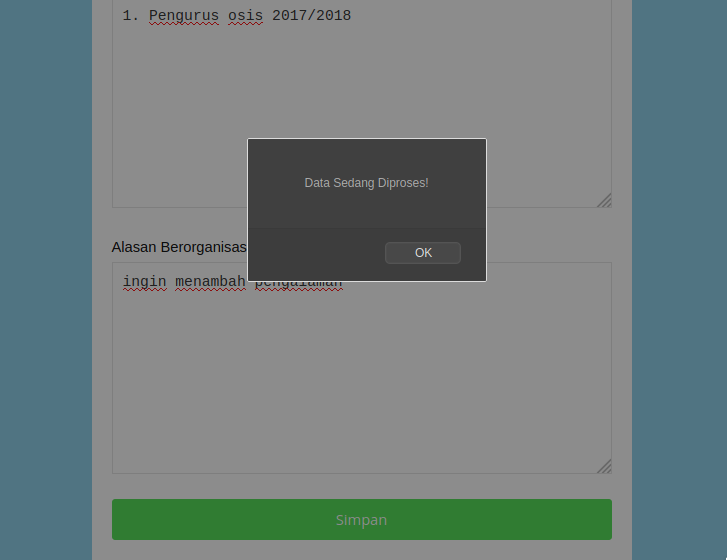 1. Pengurus osis 2017/2018
Data Sedang Diproses!
OK
Alasan Berorganisas
ingin menambah pengalaman
Simpan